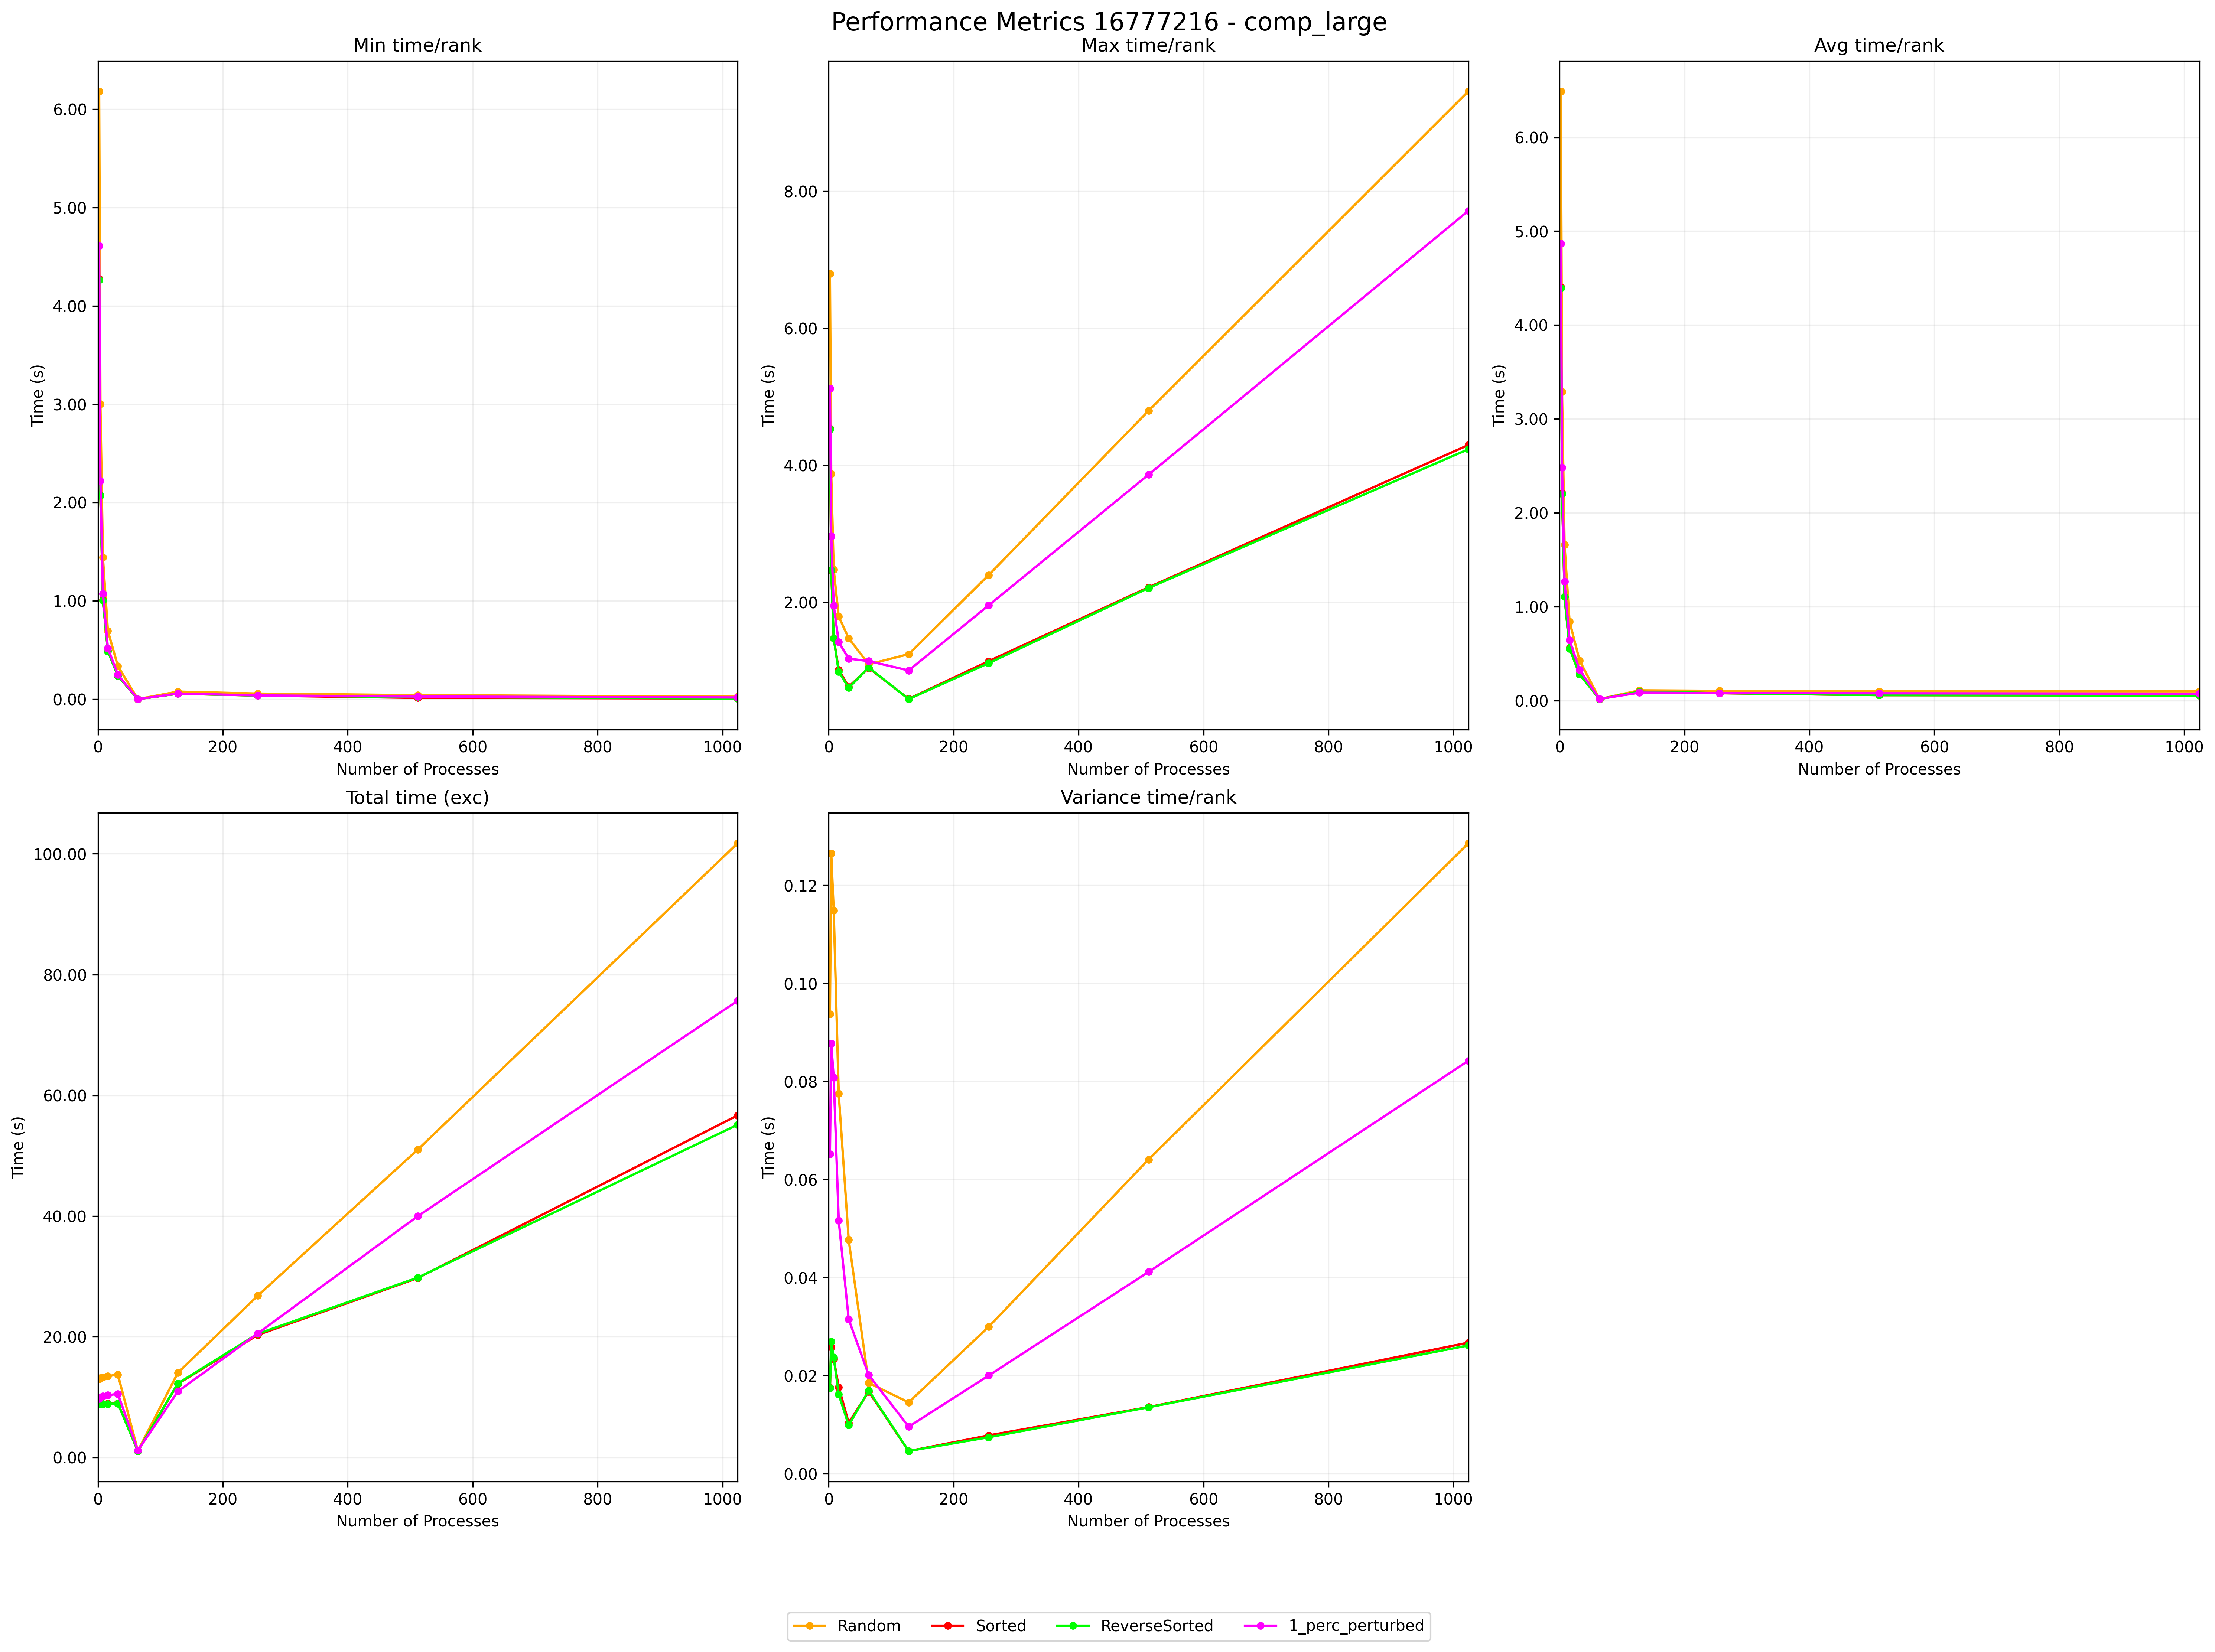 Performance Metrics 16777216 - comp_large
Min time/rank
Time (s)
6.00
5.00
4.00
3.00
2.00
1.00
0.00
0 200 400 600 800 1000
Number of Processes
Max time/rank
Time (s)
8.00
6.00
4.00
2.00
0 200 400 600 800 1000
Number of Processes
Avg time/rank
Time (s)
6.00
5.00
4.00
3.00
2.00
1.00
0.00
0 200 400 600 800 1000
Number of Processes
Total time (exc)
Time (s)
100.00
80.00
60.00
40.00
20.00
0.00
0 200 400 600 800 1000
Number of Processes
Variance time/rank
Time (s)
0.12
0.10
0.08
0.06
0.04
0.02
0.00
0 200 400 600 800 1000
Number of Processes
Random Sorted ReverseSorted 1_perc_perturbed